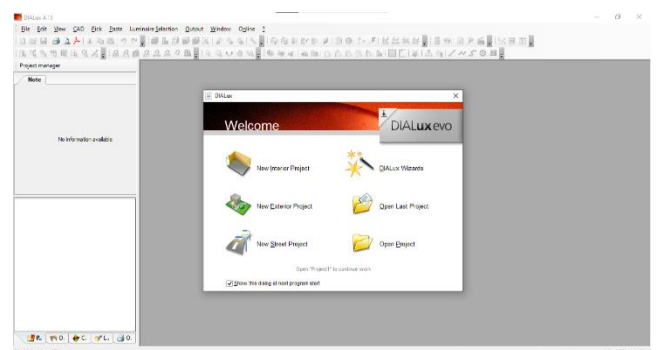 DIALux 4.13
File Edit View CAD Pick Paste Luminaire Selection Output Window Online ?
Project manager
Note
No information available
DIALux
Welcome
DIALux evo
New Interior Project
DIALux Wizards
New Exterior Project
Open Last Project
New Street Project
Open Project
Open "Project1" to continue work
Show this dialog at next program start
P. O. C. L. O.